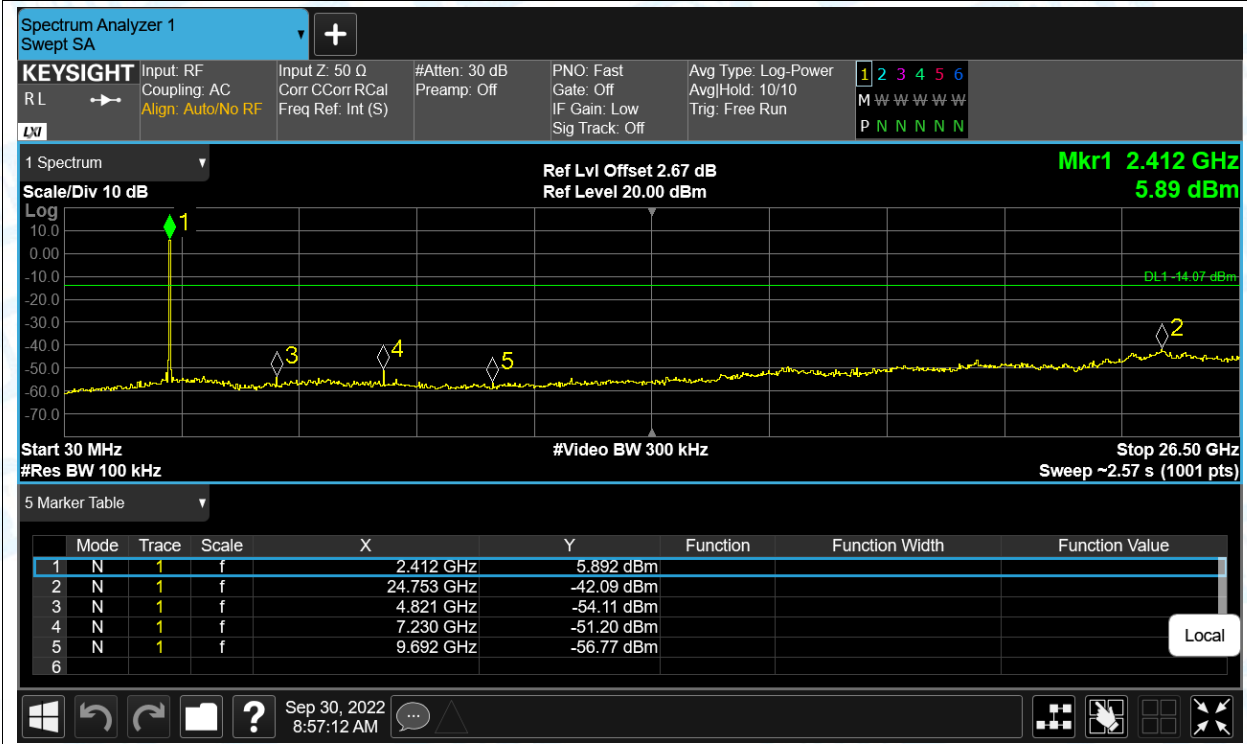 Spectrum Analyzer 1
Swept SA
+
KEYSIGHT Input: RF Input Z: 50 Ω #Atten: 30 dB PNO: Fast Avg Type: Log-Power 1 2 3 4 5 6
R L Coupling: AC Corr CCorr RCal Preamp: Off Gate: Off Avg|Hold: 10/10 M W W W W W
Align: Auto/No RF Freq Ref: Int (S) IF Gain: Low Trig: Free Run
LXI Sig Track: Off P N N N N N
1 Spectrum Ref Lvl Offset 2.67 dB Mkr1 2.412 GHz
Scale/Div 10 dB Ref Level 20.00 dBm 5.89 dBm
Log
1
10.0
0.00
-10.0 DL1 -14.07 dBm
-20.0
-30.0 2
-40.0 3 4 5
-50.0
-60.0
-70.0
Start 30 MHz #Video BW 300 kHz Stop 26.50 GHz
#Res BW 100 kHz Sweep ~2.57 s (1001 pts)
5 Marker Table
Mode Trace Scale X Y Function Function Width Function Value
1 N 1 f 2.412 GHz 5.892 dBm
2 N 1 f 24.753 GHz -42.09 dBm
3 N 1 f 4.821 GHz -54.11 dBm
4 N 1 f 7.230 GHz -51.20 dBm
5 N 1 f 9.692 GHz -56.77 dBm
6
Local
? Sep 30, 2022
8:57:12 AM